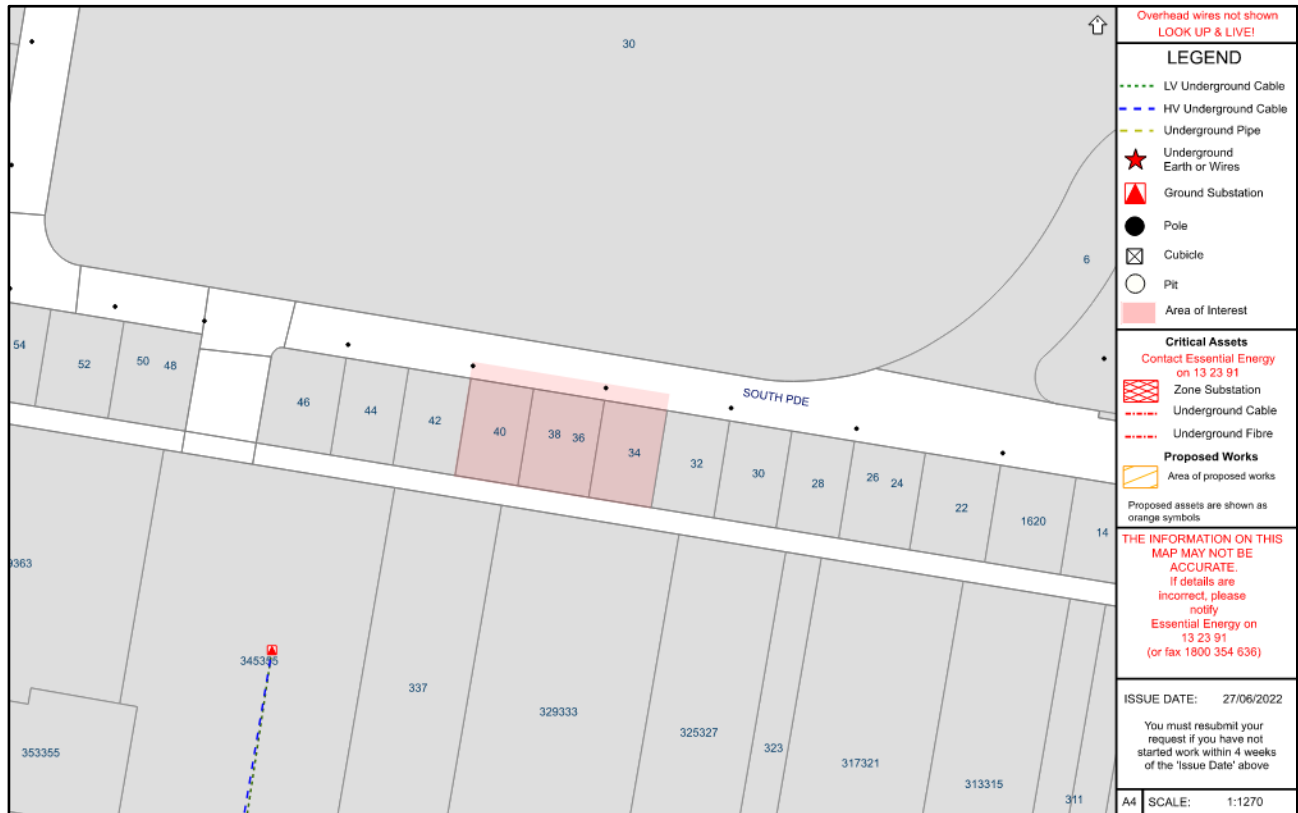 30
6
54
52
50 48
46
44
42
40
38 36
34
SOUTH PDE
32
30
28
26 24
22
1620
14
9363
345355
337
329333
325327
323
317321
313315
311
353355
Overhead wires not shown
LOOK UP & LIVE!
LEGEND
LV Underground Cable
HV Underground Cable
Underground Pipe
Underground
Earth or Wires
Ground Substation
Pole
Cubicle
Pit
Area of Interest
Critical Assets
Contact Essential Energy
on 13 23 91
Zone Substation
Underground Cable
Underground Fibre
Proposed Works
Area of proposed works
Proposed assets are shown as
orange symbols
THE INFORMATION ON THIS
MAP MAY NOT BE
ACCURATE.
If details are
incorrect, please
notify
Essential Energy on
13 23 91
(or fax 1800 354 636)
ISSUE DATE: 27/06/2022
You must resubmit your
request if you have not
started work within 4 weeks
of the 'Issue Date' above
A4 SCALE: 1:1270